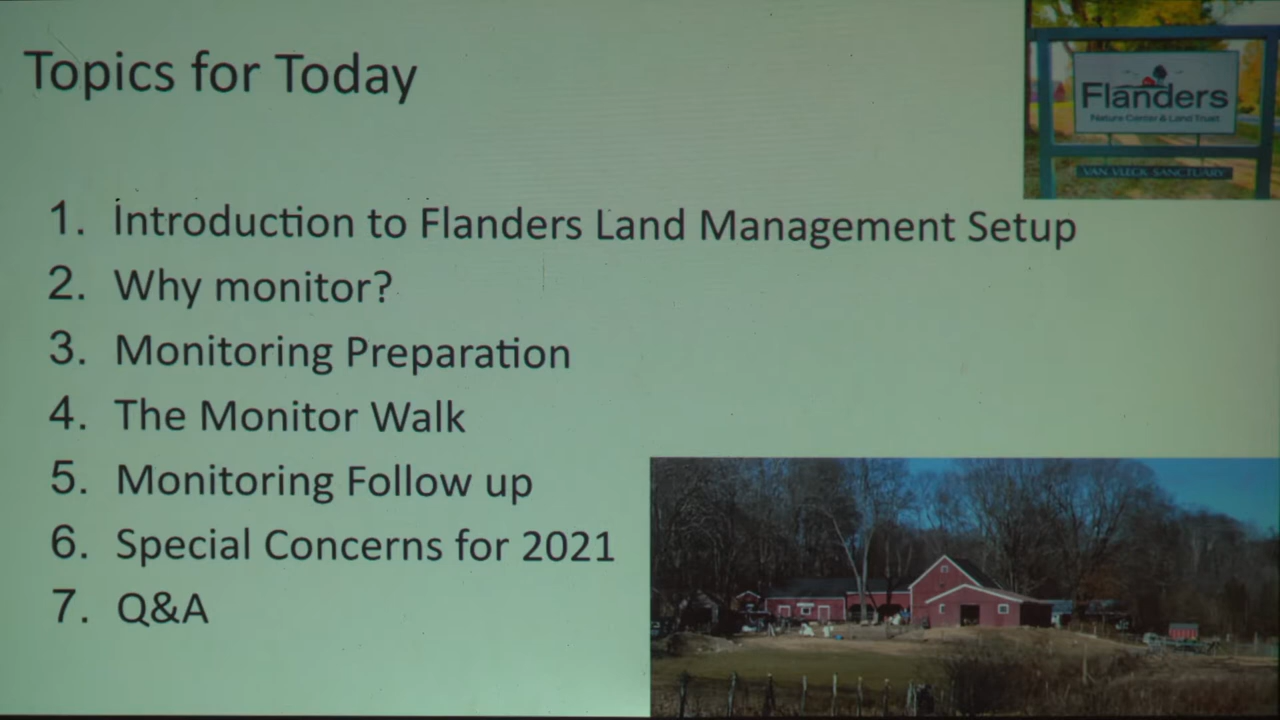 Topics for Today
Flanders
Nature Center & Land Trust
VAN VLECK SANCTUARY
1. Introduction to Flanders Land Management Setup
2. Why monitor?
3. Monitoring Preparation
4. The Monitor Walk
5. Monitoring Follow up
6. Special Concerns for 2021
7. Q&A